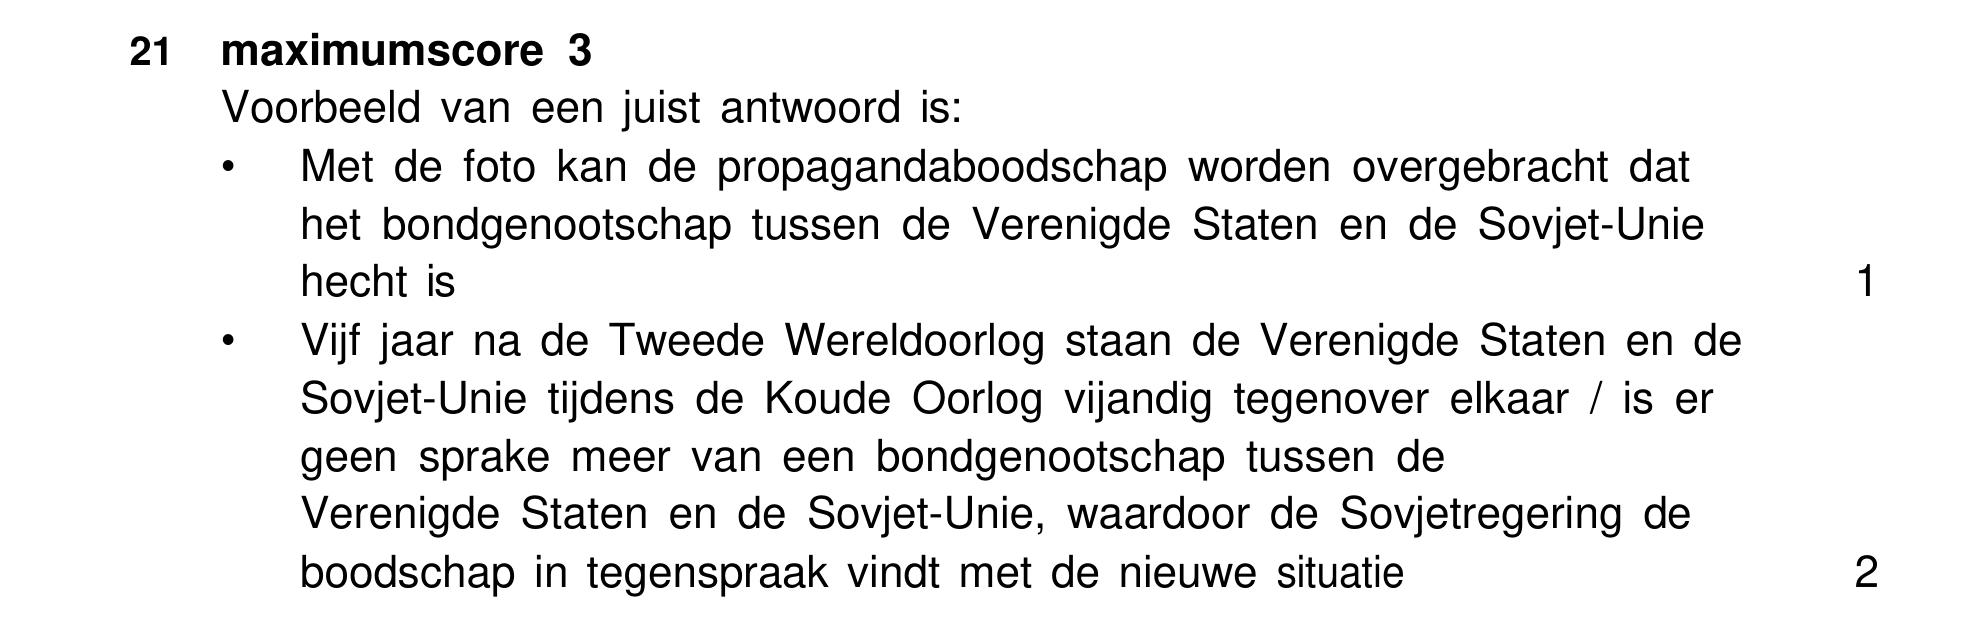 21 maximumscore 3
Voorbeeld van een juist antwoord is:
• Met de foto kan de propagandaboodschap worden overgebracht dat
het bondgenootschap tussen de Verenigde Staten en de Sovjet-Unie
hecht is 1
• Vijf jaar na de Tweede Wereldoorlog staan de Verenigde Staten en de
Sovjet-Unie tijdens de Koude Oorlog vijandig tegenover elkaar / is er
geen sprake meer van een bondgenootschap tussen de
Verenigde Staten en de Sovjet-Unie, waardoor de Sovjetregering de
boodschap in tegenspraak vindt met de nieuwe situatie 2